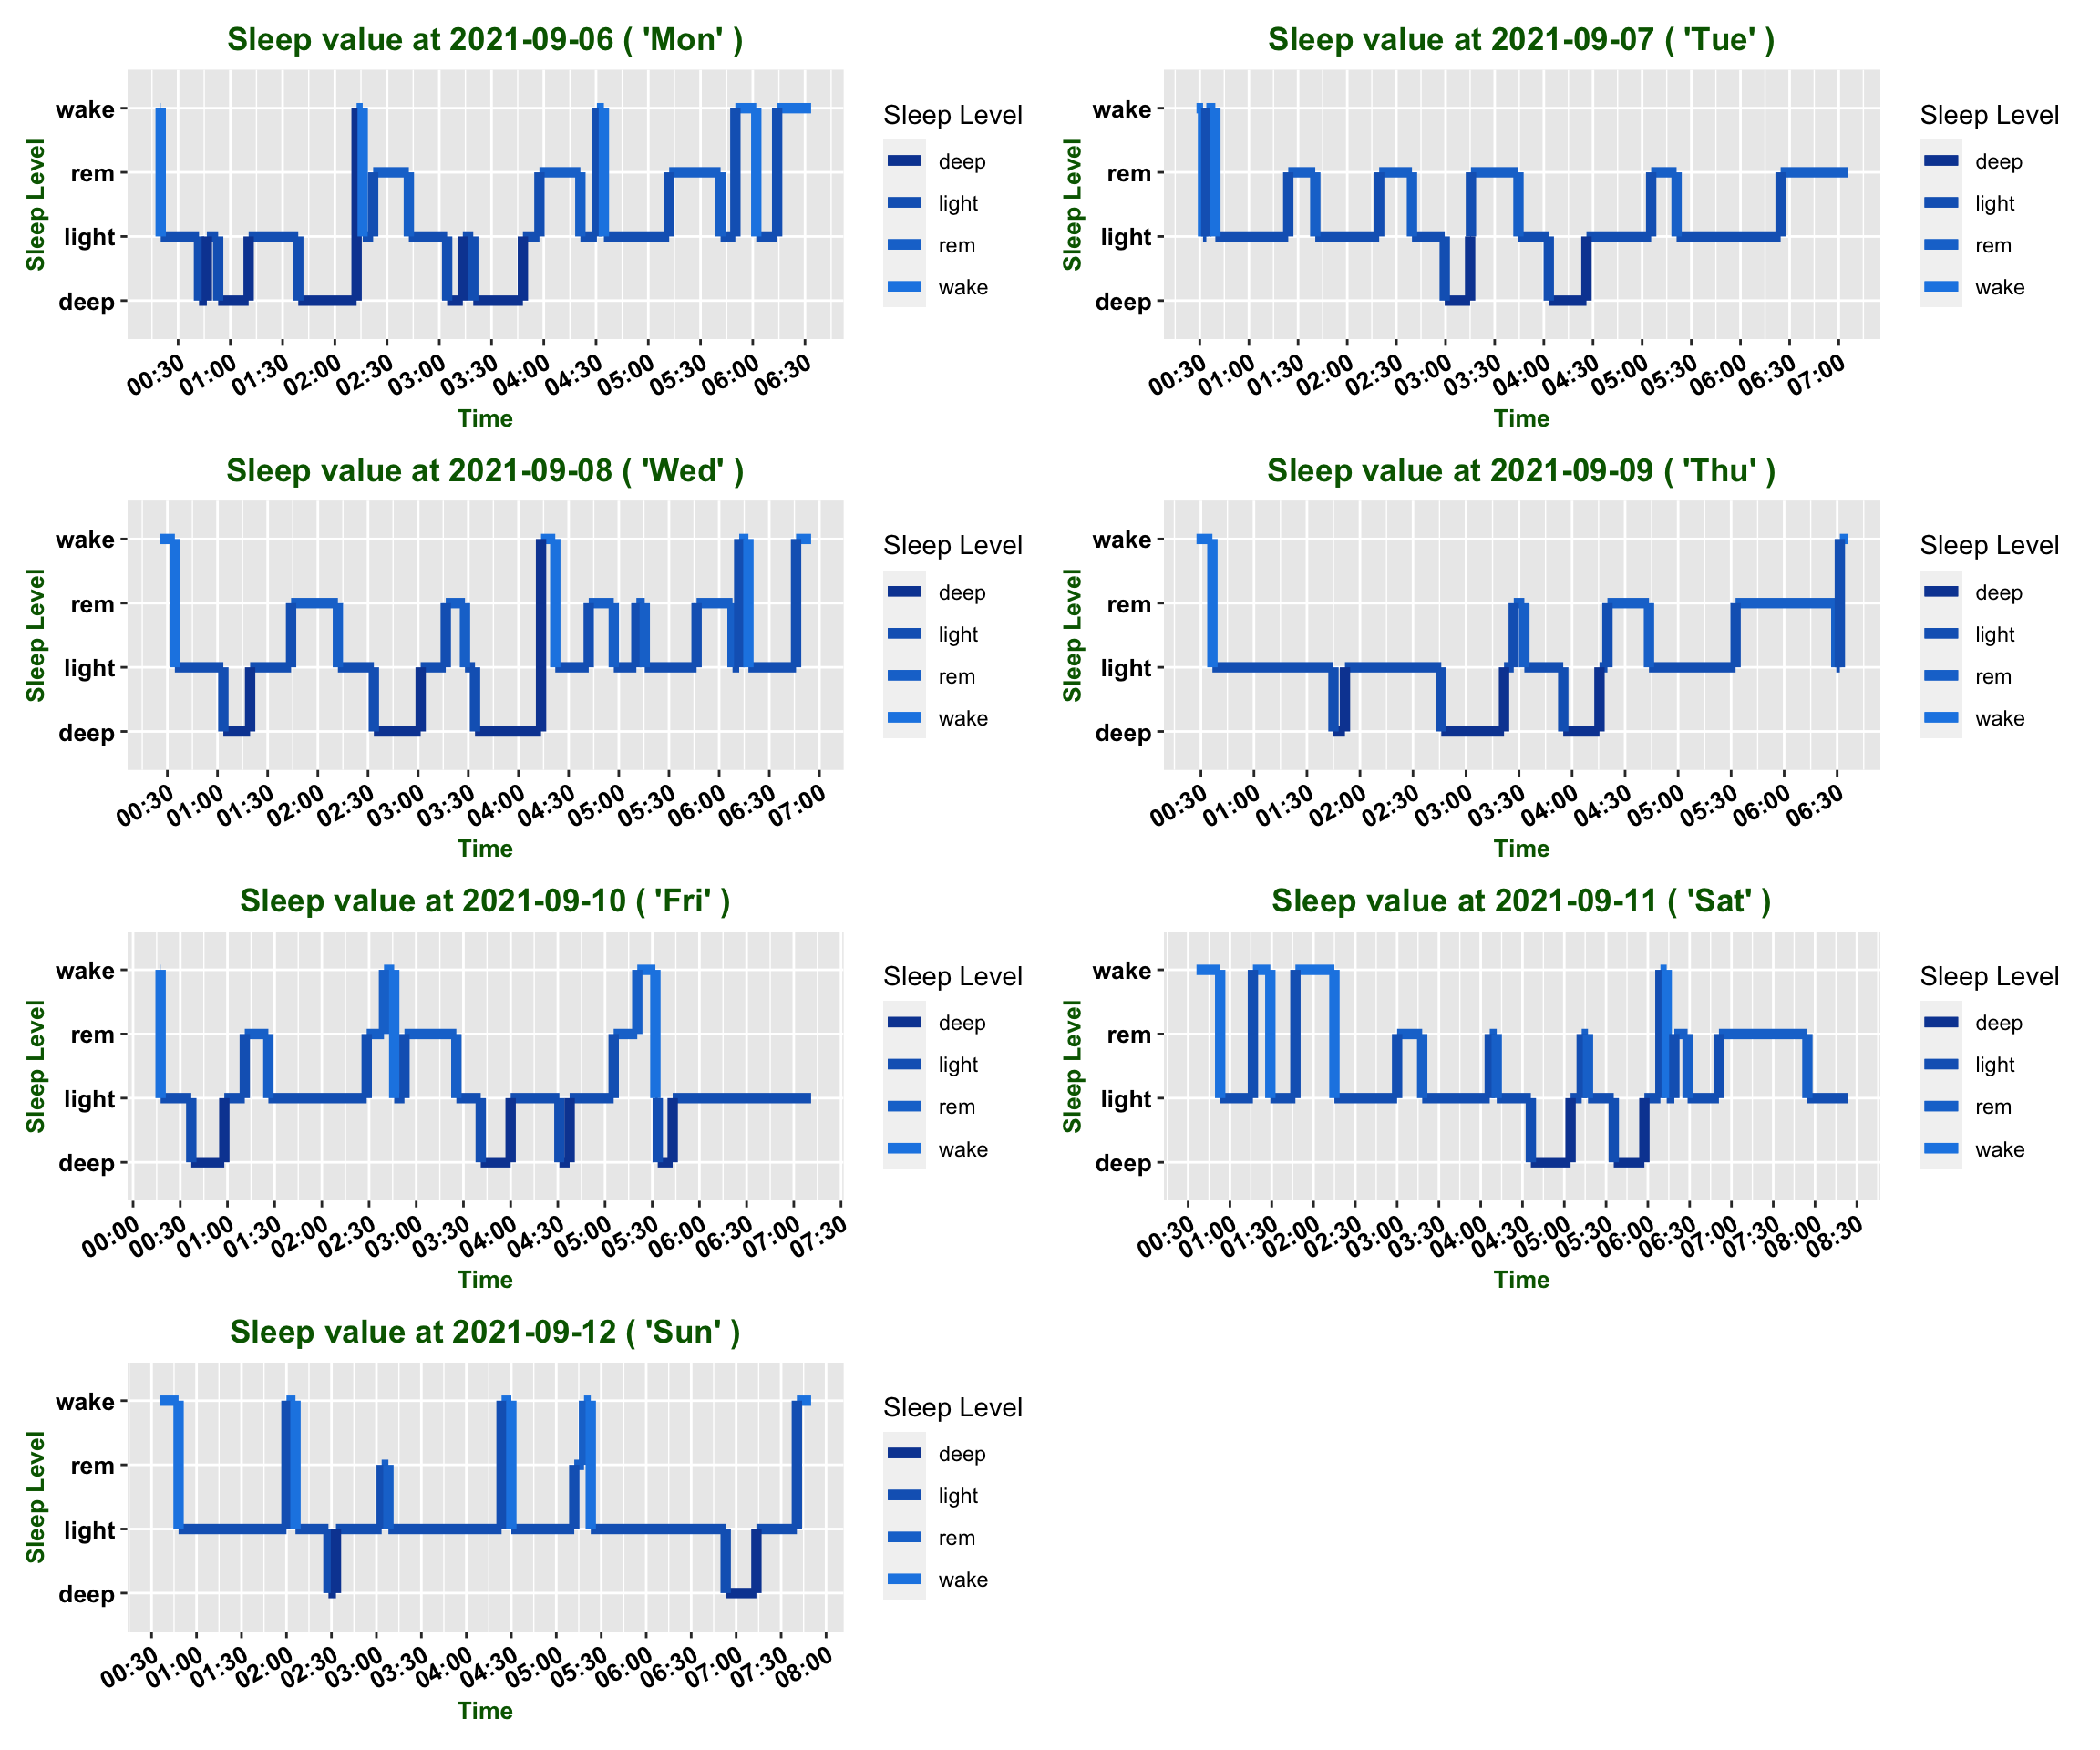 Sleep value at 2021-09-06 ( 'Mon' )
Sleep Level
wake
rem
light
deep
00:30 01:00 01:30 02:00 02:30 03:00 03:30 04:00 04:30 05:00 05:30 06:00 06:30
Time
Sleep Level
deep
light
rem
wake
Sleep value at 2021-09-07 ( 'Tue' )
Sleep Level
wake
rem
light
deep
00:30 01:00 01:30 02:00 02:30 03:00 03:30 04:00 04:30 05:00 05:30 06:00 06:30 07:00
Time
Sleep Level
deep
light
rem
wake
Sleep value at 2021-09-08 ( 'Wed' )
Sleep Level
wake
rem
light
deep
00:30 01:00 01:30 02:00 02:30 03:00 03:30 04:00 04:30 05:00 05:30 06:00 06:30 07:00
Time
Sleep Level
deep
light
rem
wake
Sleep value at 2021-09-09 ( 'Thu' )
Sleep Level
wake
rem
light
deep
00:30 01:00 01:30 02:00 02:30 03:00 03:30 04:00 04:30 05:00 05:30 06:00 06:30
Time
Sleep Level
deep
light
rem
wake
Sleep value at 2021-09-10 ( 'Fri' )
Sleep Level
wake
rem
light
deep
00:00 00:30 01:00 01:30 02:00 02:30 03:00 03:30 04:00 04:30 05:00 05:30 06:00 06:30 07:00 07:30
Time
Sleep Level
deep
light
rem
wake
Sleep value at 2021-09-11 ( 'Sat' )
Sleep Level
wake
rem
light
deep
00:30 01:00 01:30 02:00 02:30 03:00 03:30 04:00 04:30 05:00 05:30 06:00 06:30 07:00 07:30 08:00 08:30
Time
Sleep Level
deep
light
rem
wake
Sleep value at 2021-09-12 ( 'Sun' )
Sleep Level
wake
rem
light
deep
00:30 01:00 01:30 02:00 02:30 03:00 03:30 04:00 04:30 05:00 05:30 06:00 06:30 07:00 07:30 08:00
Time
Sleep Level
deep
light
rem
wake